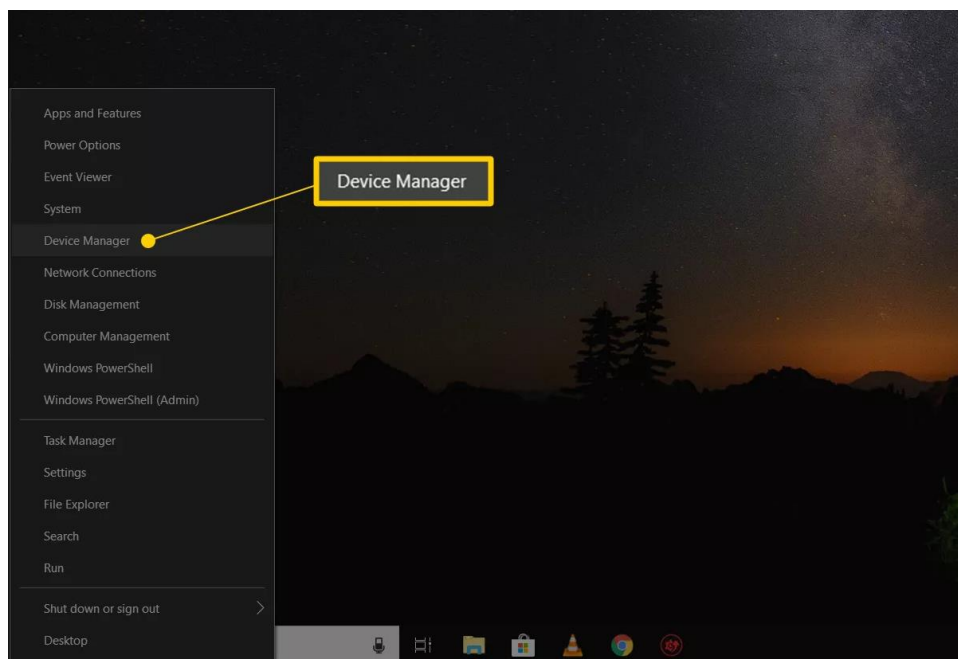 Apps and Features
Power Options
Event Viewer
System
Device Manager
Device Manager
Network Connections
Disk Management
Computer Management
Windows PowerShell
Windows PowerShell (Admin)
Task Manager
Settings
File Explorer
Search
Run
Shut down or sign out
Desktop